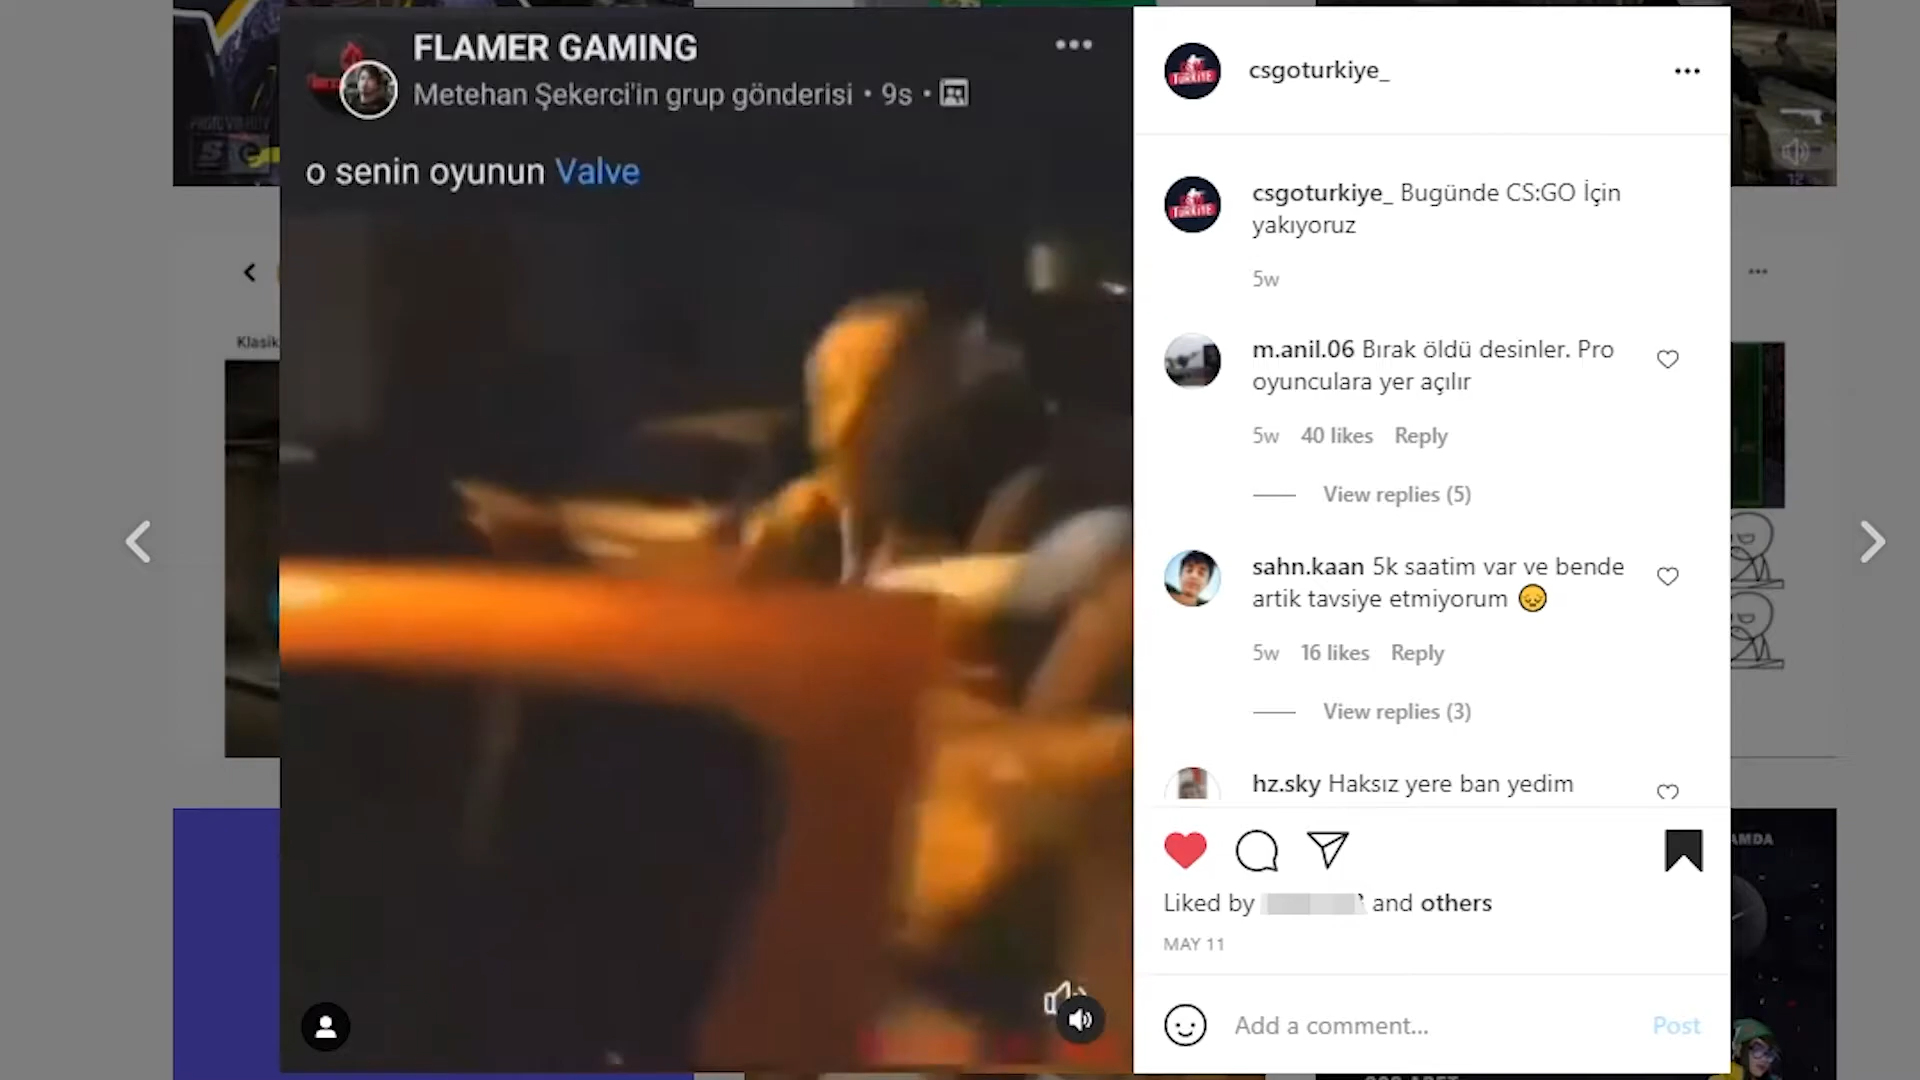 FLAMER GAMING
Metehan Şekerci'in grup gönderisi • 9s •
o senin oyunun Valve
Klasik
csgoturkiye_
csgoturkiye_ Bugünde CS:GO İçin
yakıyoruz
5w
m.anil.06 Bırak öldü desinler. Pro
oyunculara yer açılır
5w 40 likes Reply
View replies (5)
sahn.kaan 5k saatim var ve bende
artik tavsiye etmiyorum
5w 16 likes Reply
View replies (3)
hz.sky Haksız yere ban yedim
Liked by and others
MAY 11
Add a comment... Post